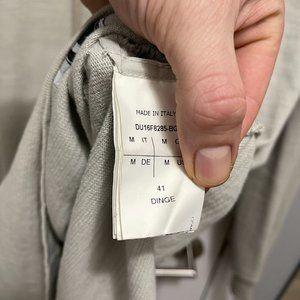 MADE IN ITALY
DU16F8285-BG
M IT M
M DE M
41
DINGE